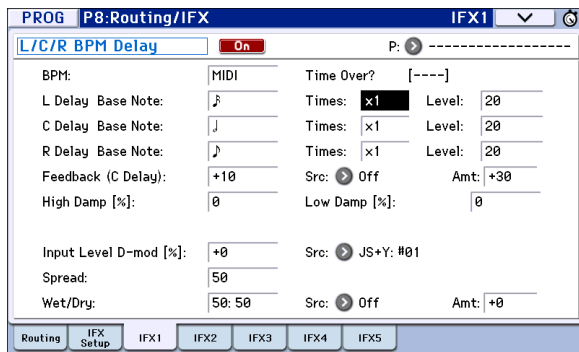 PROG P8:Routing/IFX IFX1
L/C/R BPM Delay On P: ------------------
BPM: MIDI Time Over? [----]
L Delay Base Note: ♬ Times: x1 Level: 20
C Delay Base Note: ♩ Times: x1 Level: 20
R Delay Base Note: ♪ Times: x1 Level: 20
Feedback (C Delay): +10 Src: Off Amt: +30
High Damp [%]: 0 Low Damp [%]: 0
Input Level D-mod [%]: +0 Src: JS+Y: #01
Spread: 50
Wet/Dry: 50:50 Src: Off Amt: +0
Routing IFX Setup IFX1 IFX2 IFX3 IFX4 IFX5